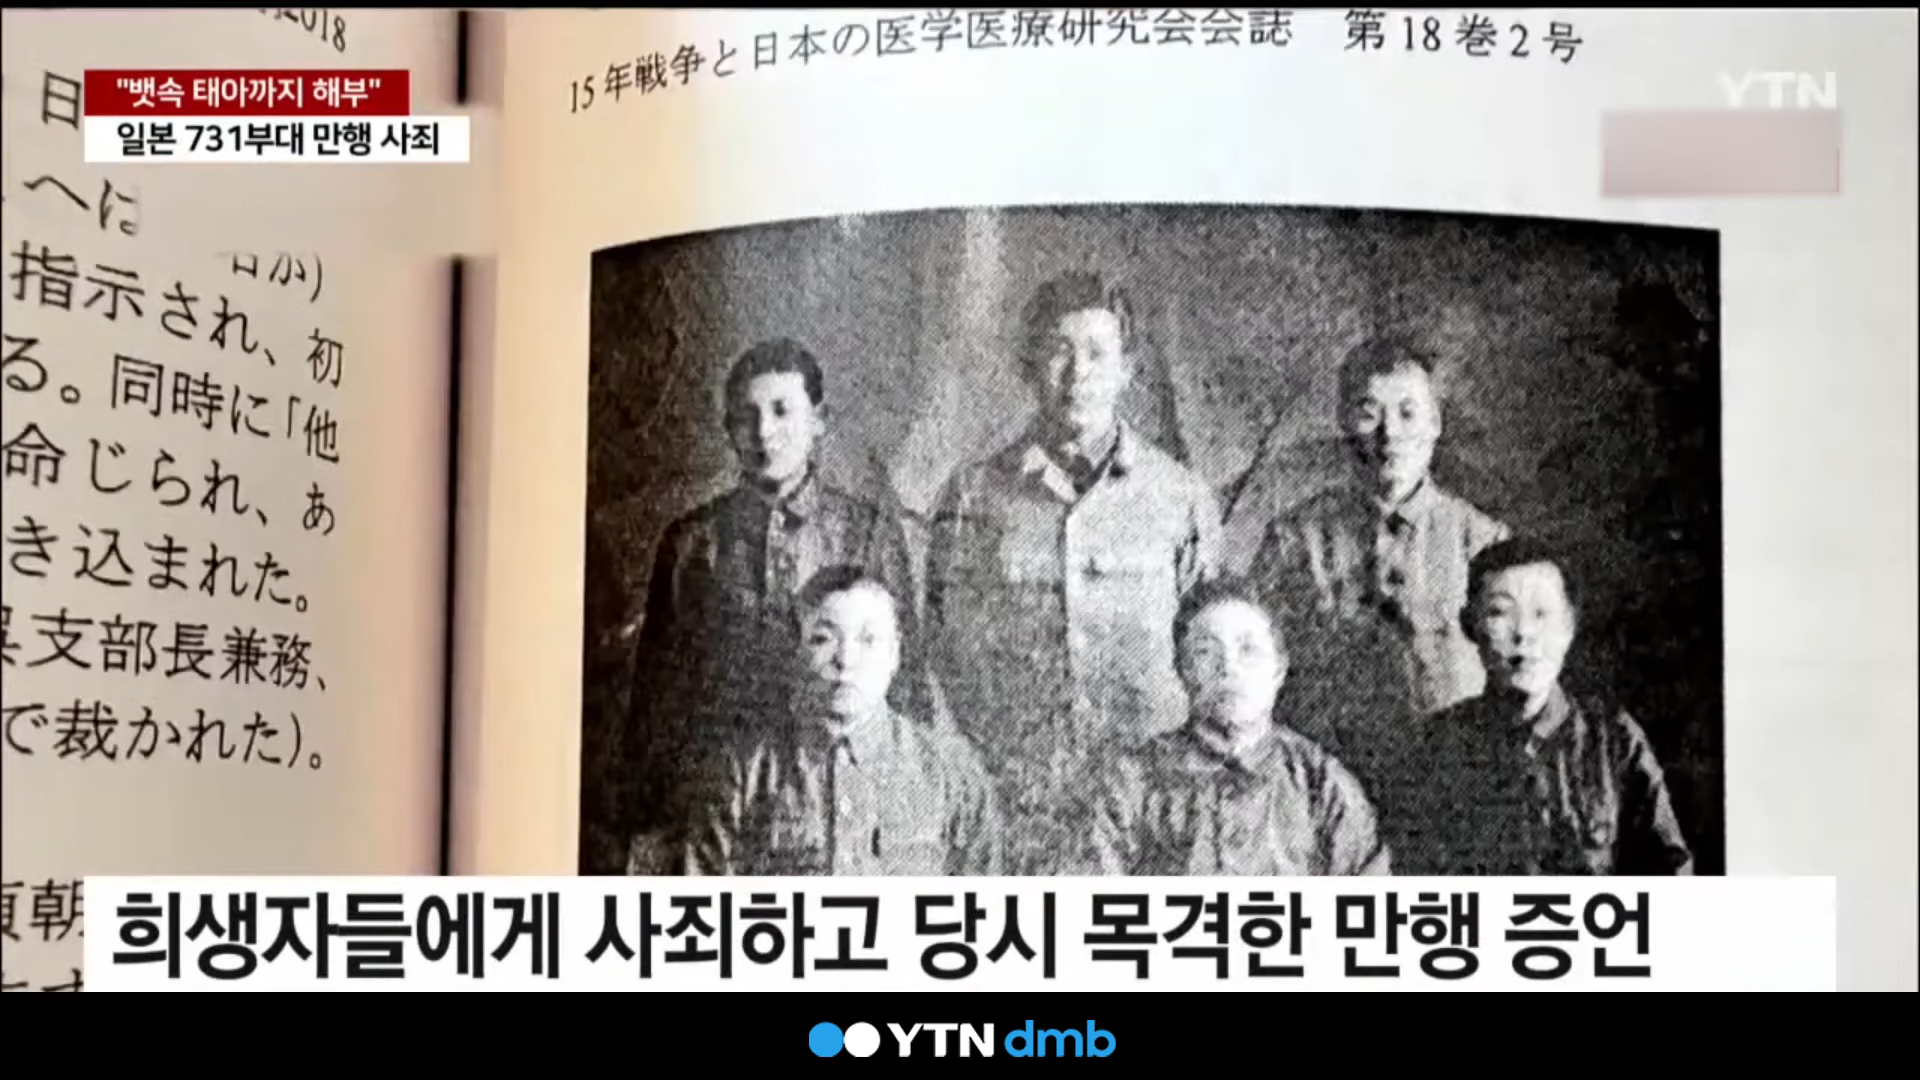 2018
15年戦争と日本の医学医療研究会会誌 第18巻2号
YTN
"뱃속 태아까지 해부"
일본 731부대 만행 사죄
日
へに
指示され、初
る。同時に「他
命じられ、あ
き込まれた。
支部長兼務、
で裁かれた)。
朝
희생자들에게 사죄하고 당시 목격한 만행 증언
YTN dmb